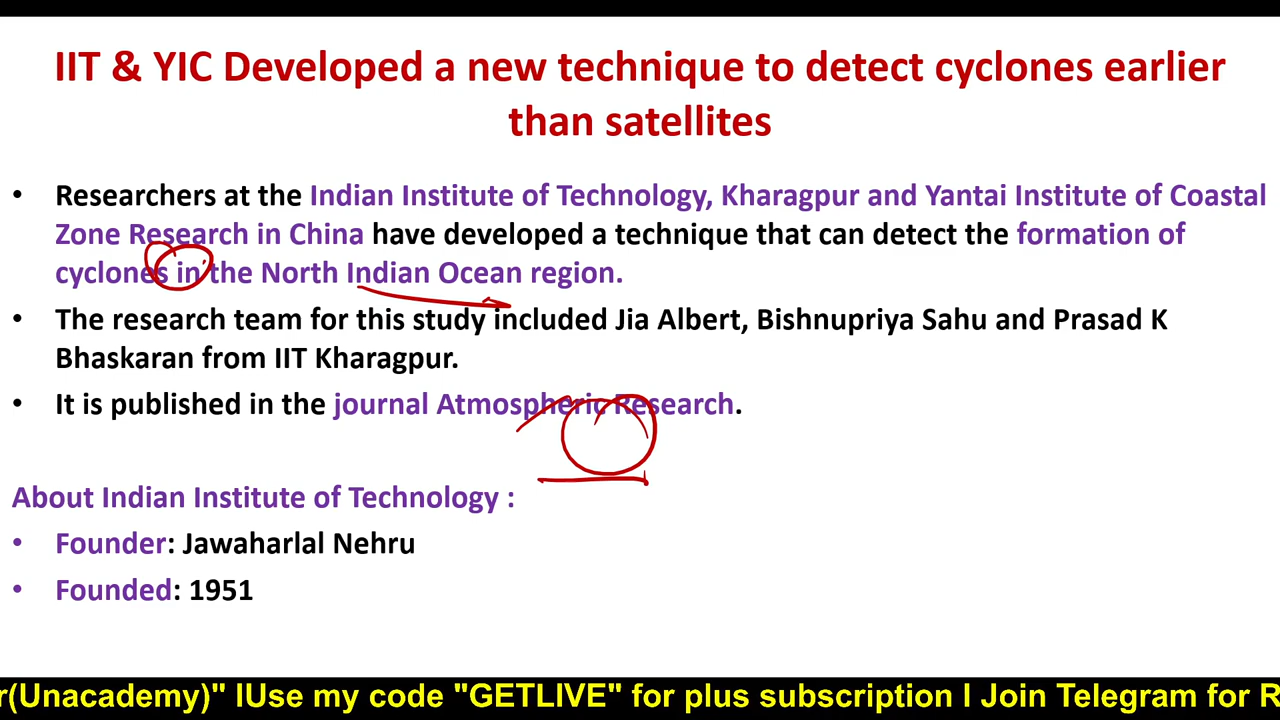 IIT & YIC Developed a new technique to detect cyclones earlier
than satellites
• Researchers at the Indian Institute of Technology, Kharagpur and Yantai Institute of Coastal
Zone Research in China have developed a technique that can detect the formation of
cyclones in the North Indian Ocean region.
• The research team for this study included Jia Albert, Bishnupriya Sahu and Prasad K
Bhaskaran from IIT Kharagpur.
• It is published in the journal Atmospheric Research.
About Indian Institute of Technology :
• Founder: Jawaharlal Nehru
• Founded: 1951
r(Unacademy)" IUse my code "GETLIVE" for plus subscription I Join Telegram for R